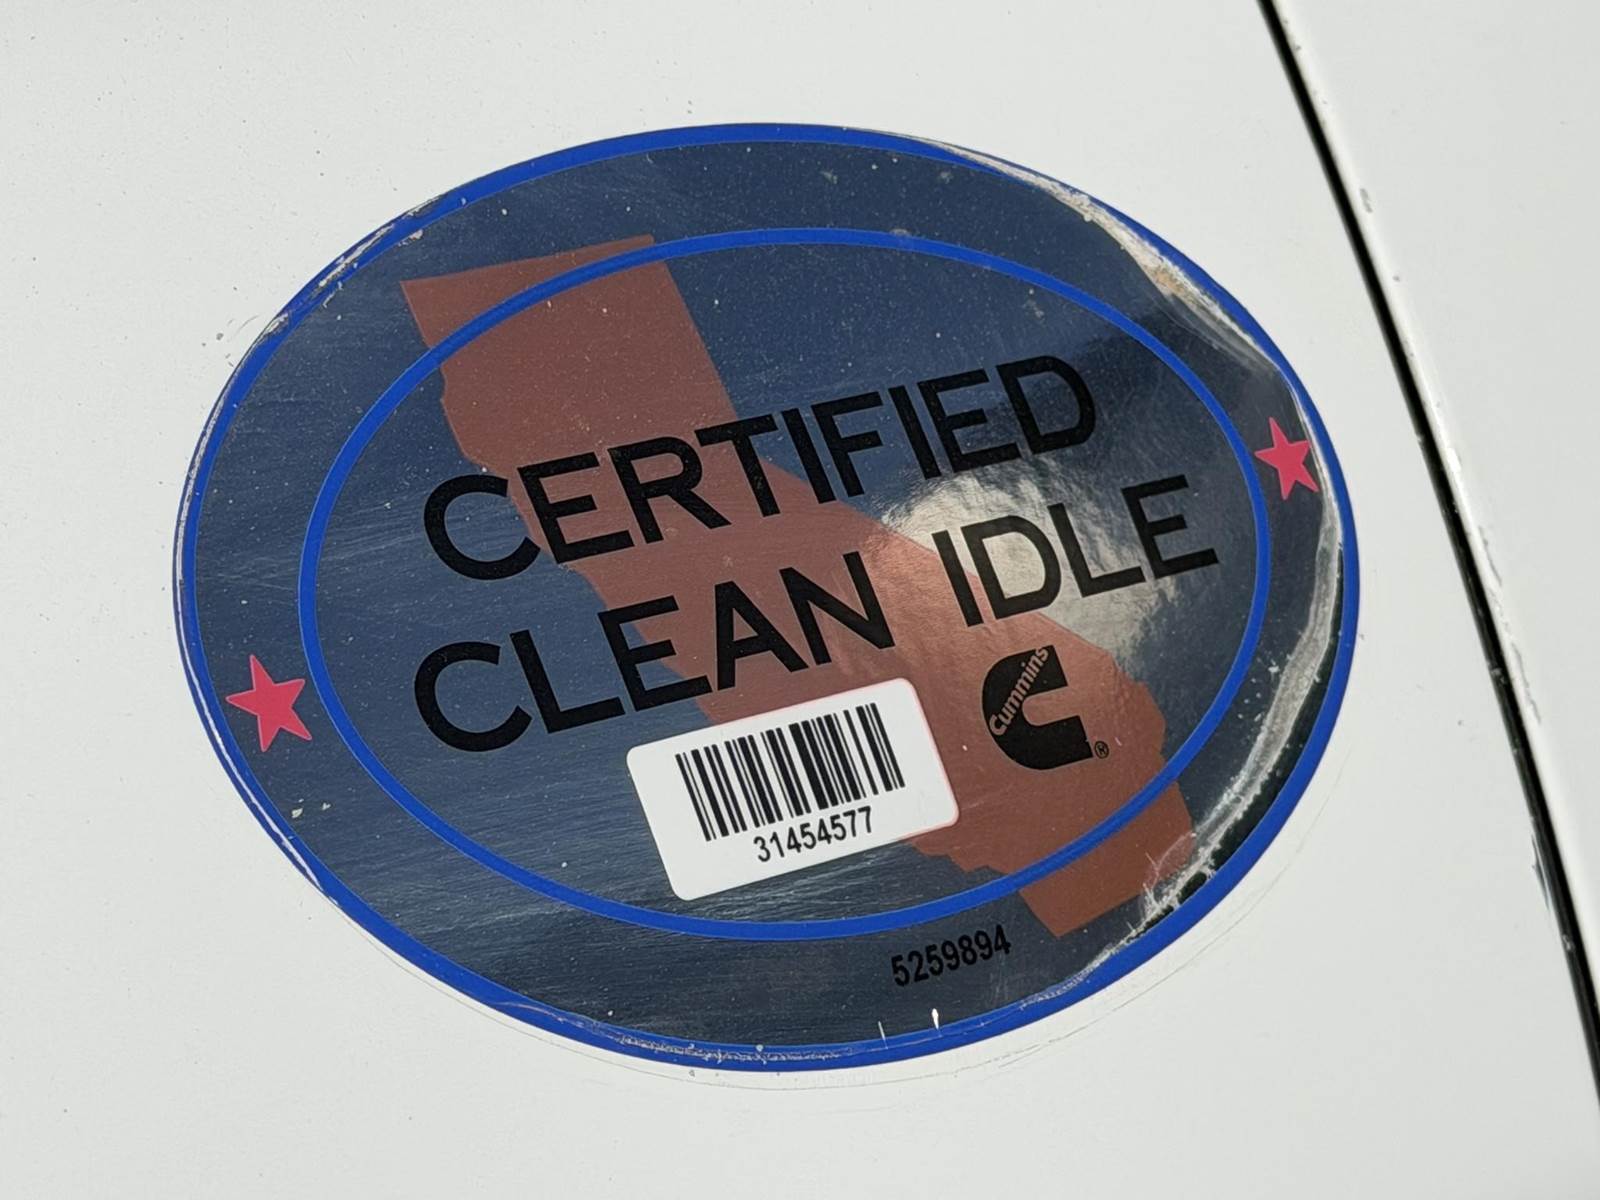 CERTIFIED
CLEAN IDLE
Cummins
®
31454577
5259894